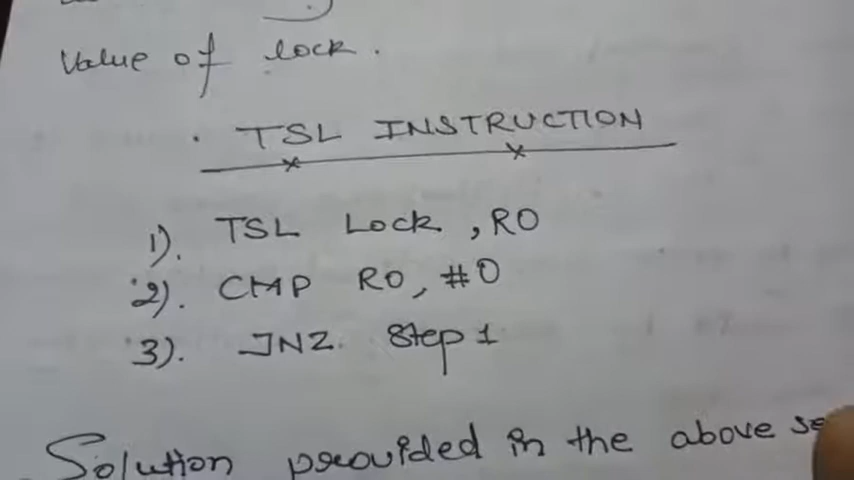 Value of lock.
· TSL INSTRUCTION
1). TSL Lock , R0
2). CMP R0, #0
3). JNZ. Step 1
Solution provided in the above